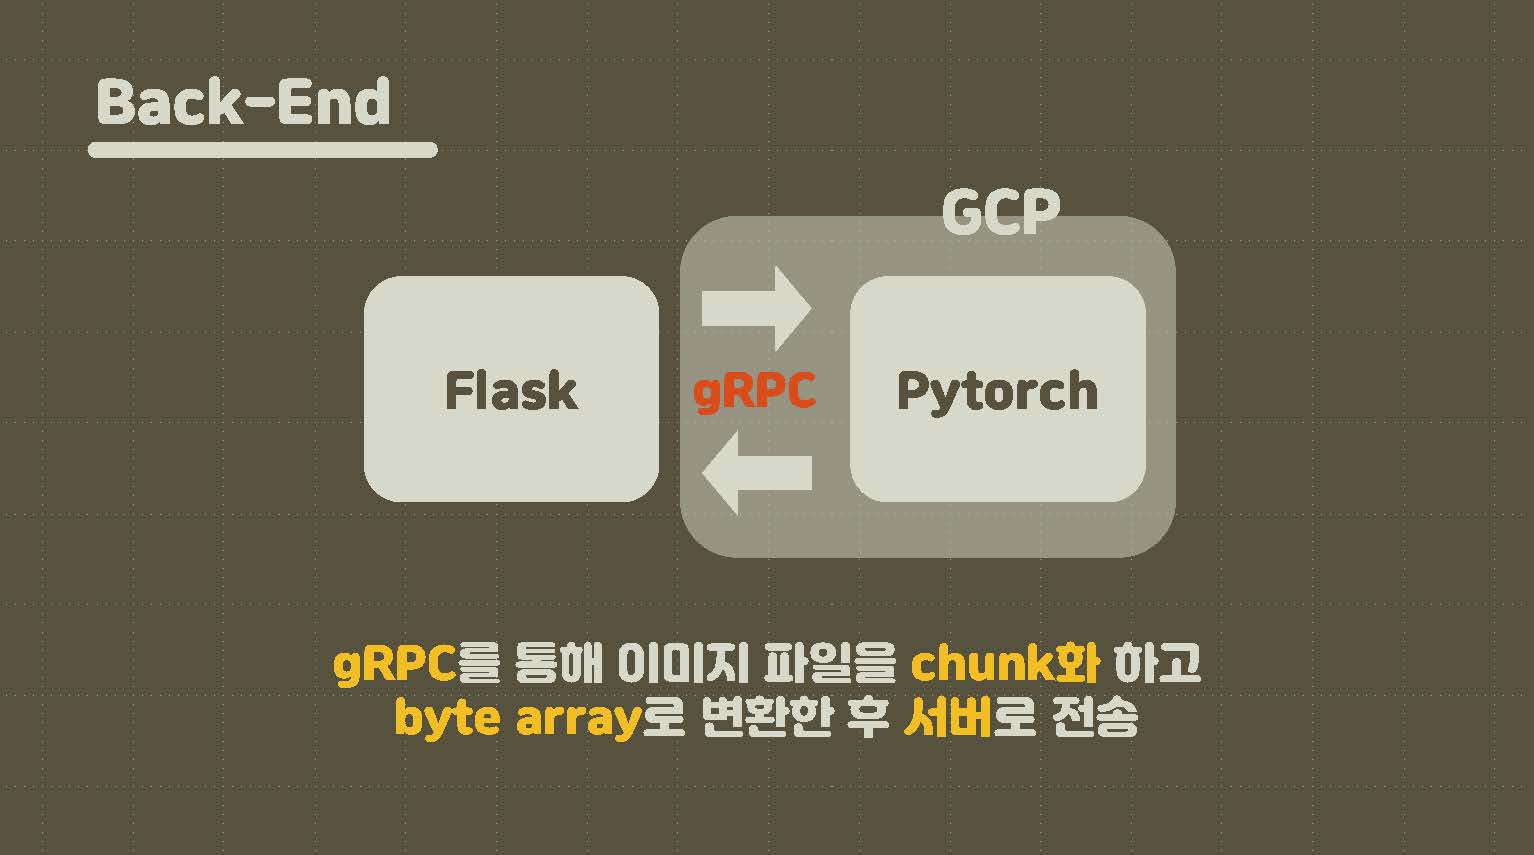 Back-End
GCP
Flask
gRPC
Pytorch
gRPC를 통해 이미지 파일을 chunk화 하고
byte array로 변환한 후 서버로 전송